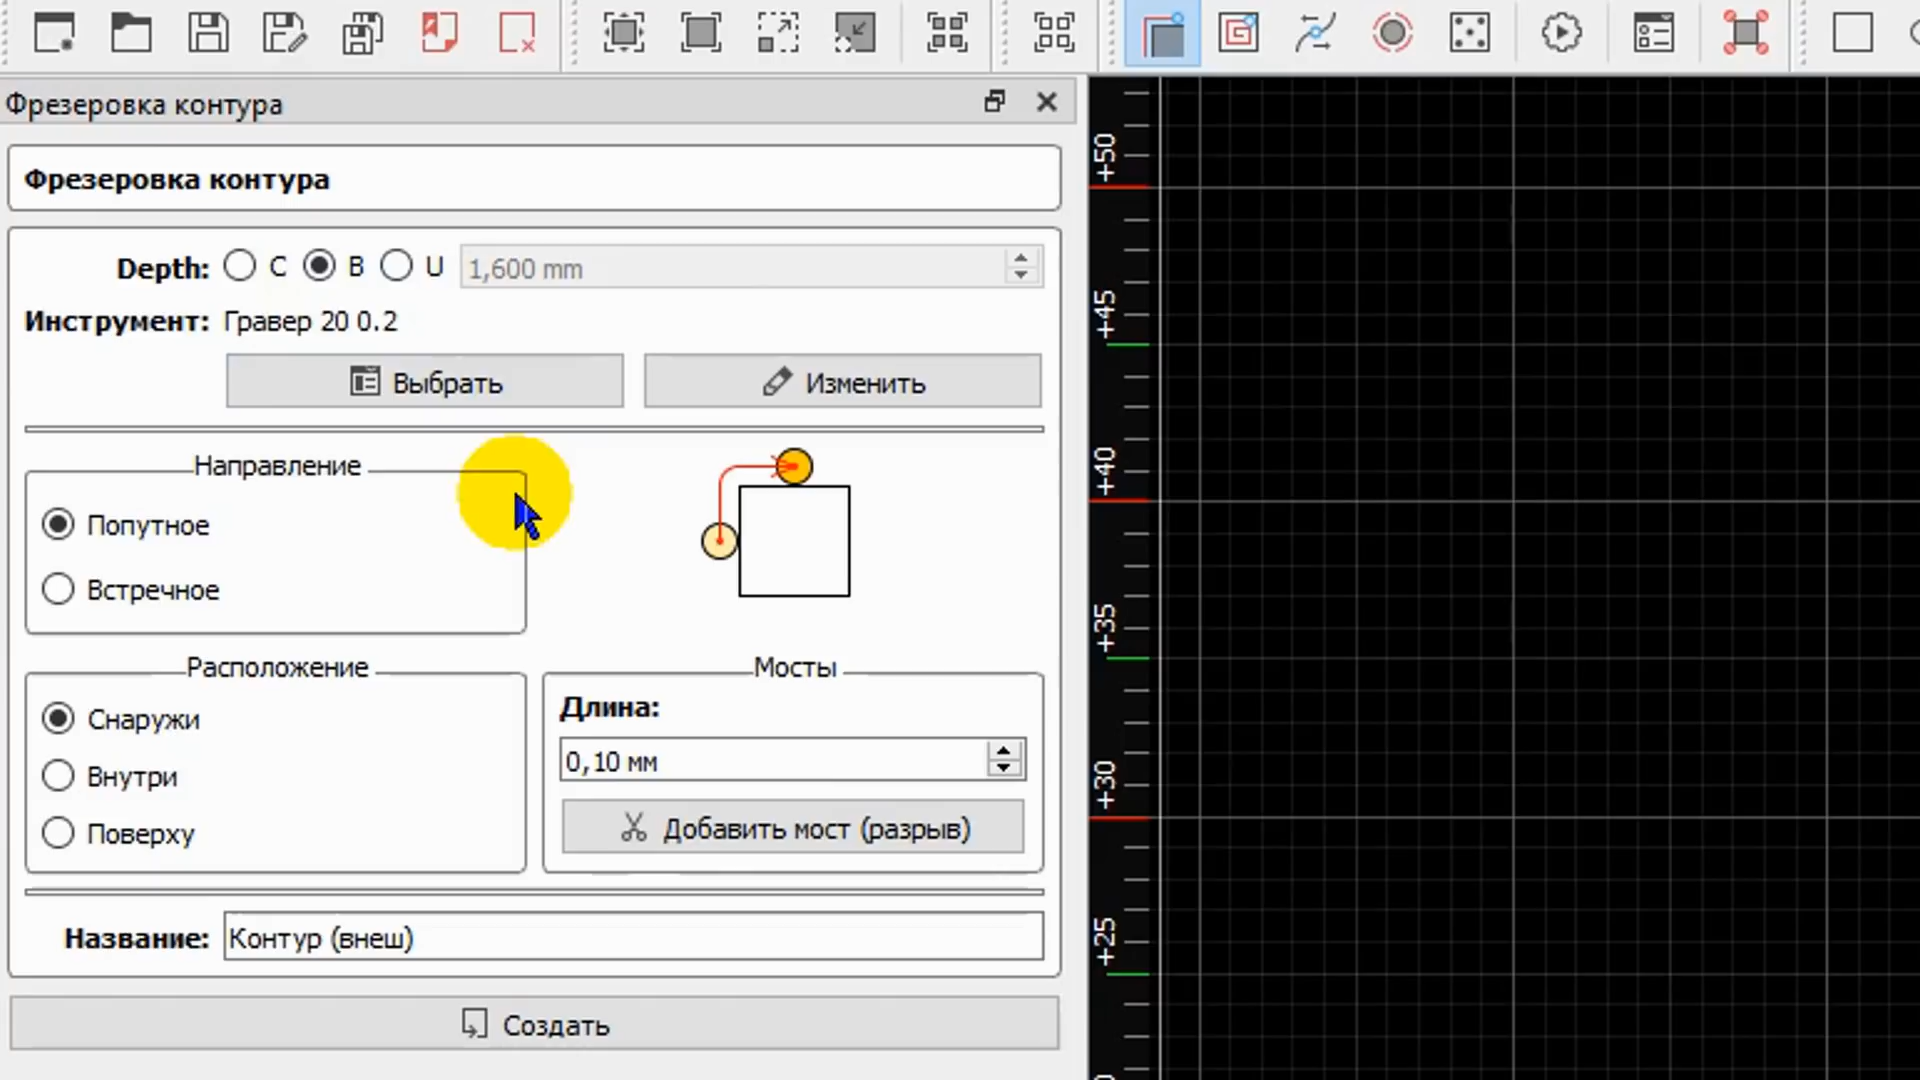 Фрезеровка контура
Фрезеровка контура
Depth: C B U 1,600 mm
Инструмент: Гравер 20 0.2
Выбрать Изменить
Направление
Попутное
Встречное
Расположение
Снаружи
Внутри
Поверху
Мосты
Длина:
0,10 мм
Добавить мост (разрыв)
Название: Контур (внеш)
Создать
+50
+45
+40
+35
+30
+25